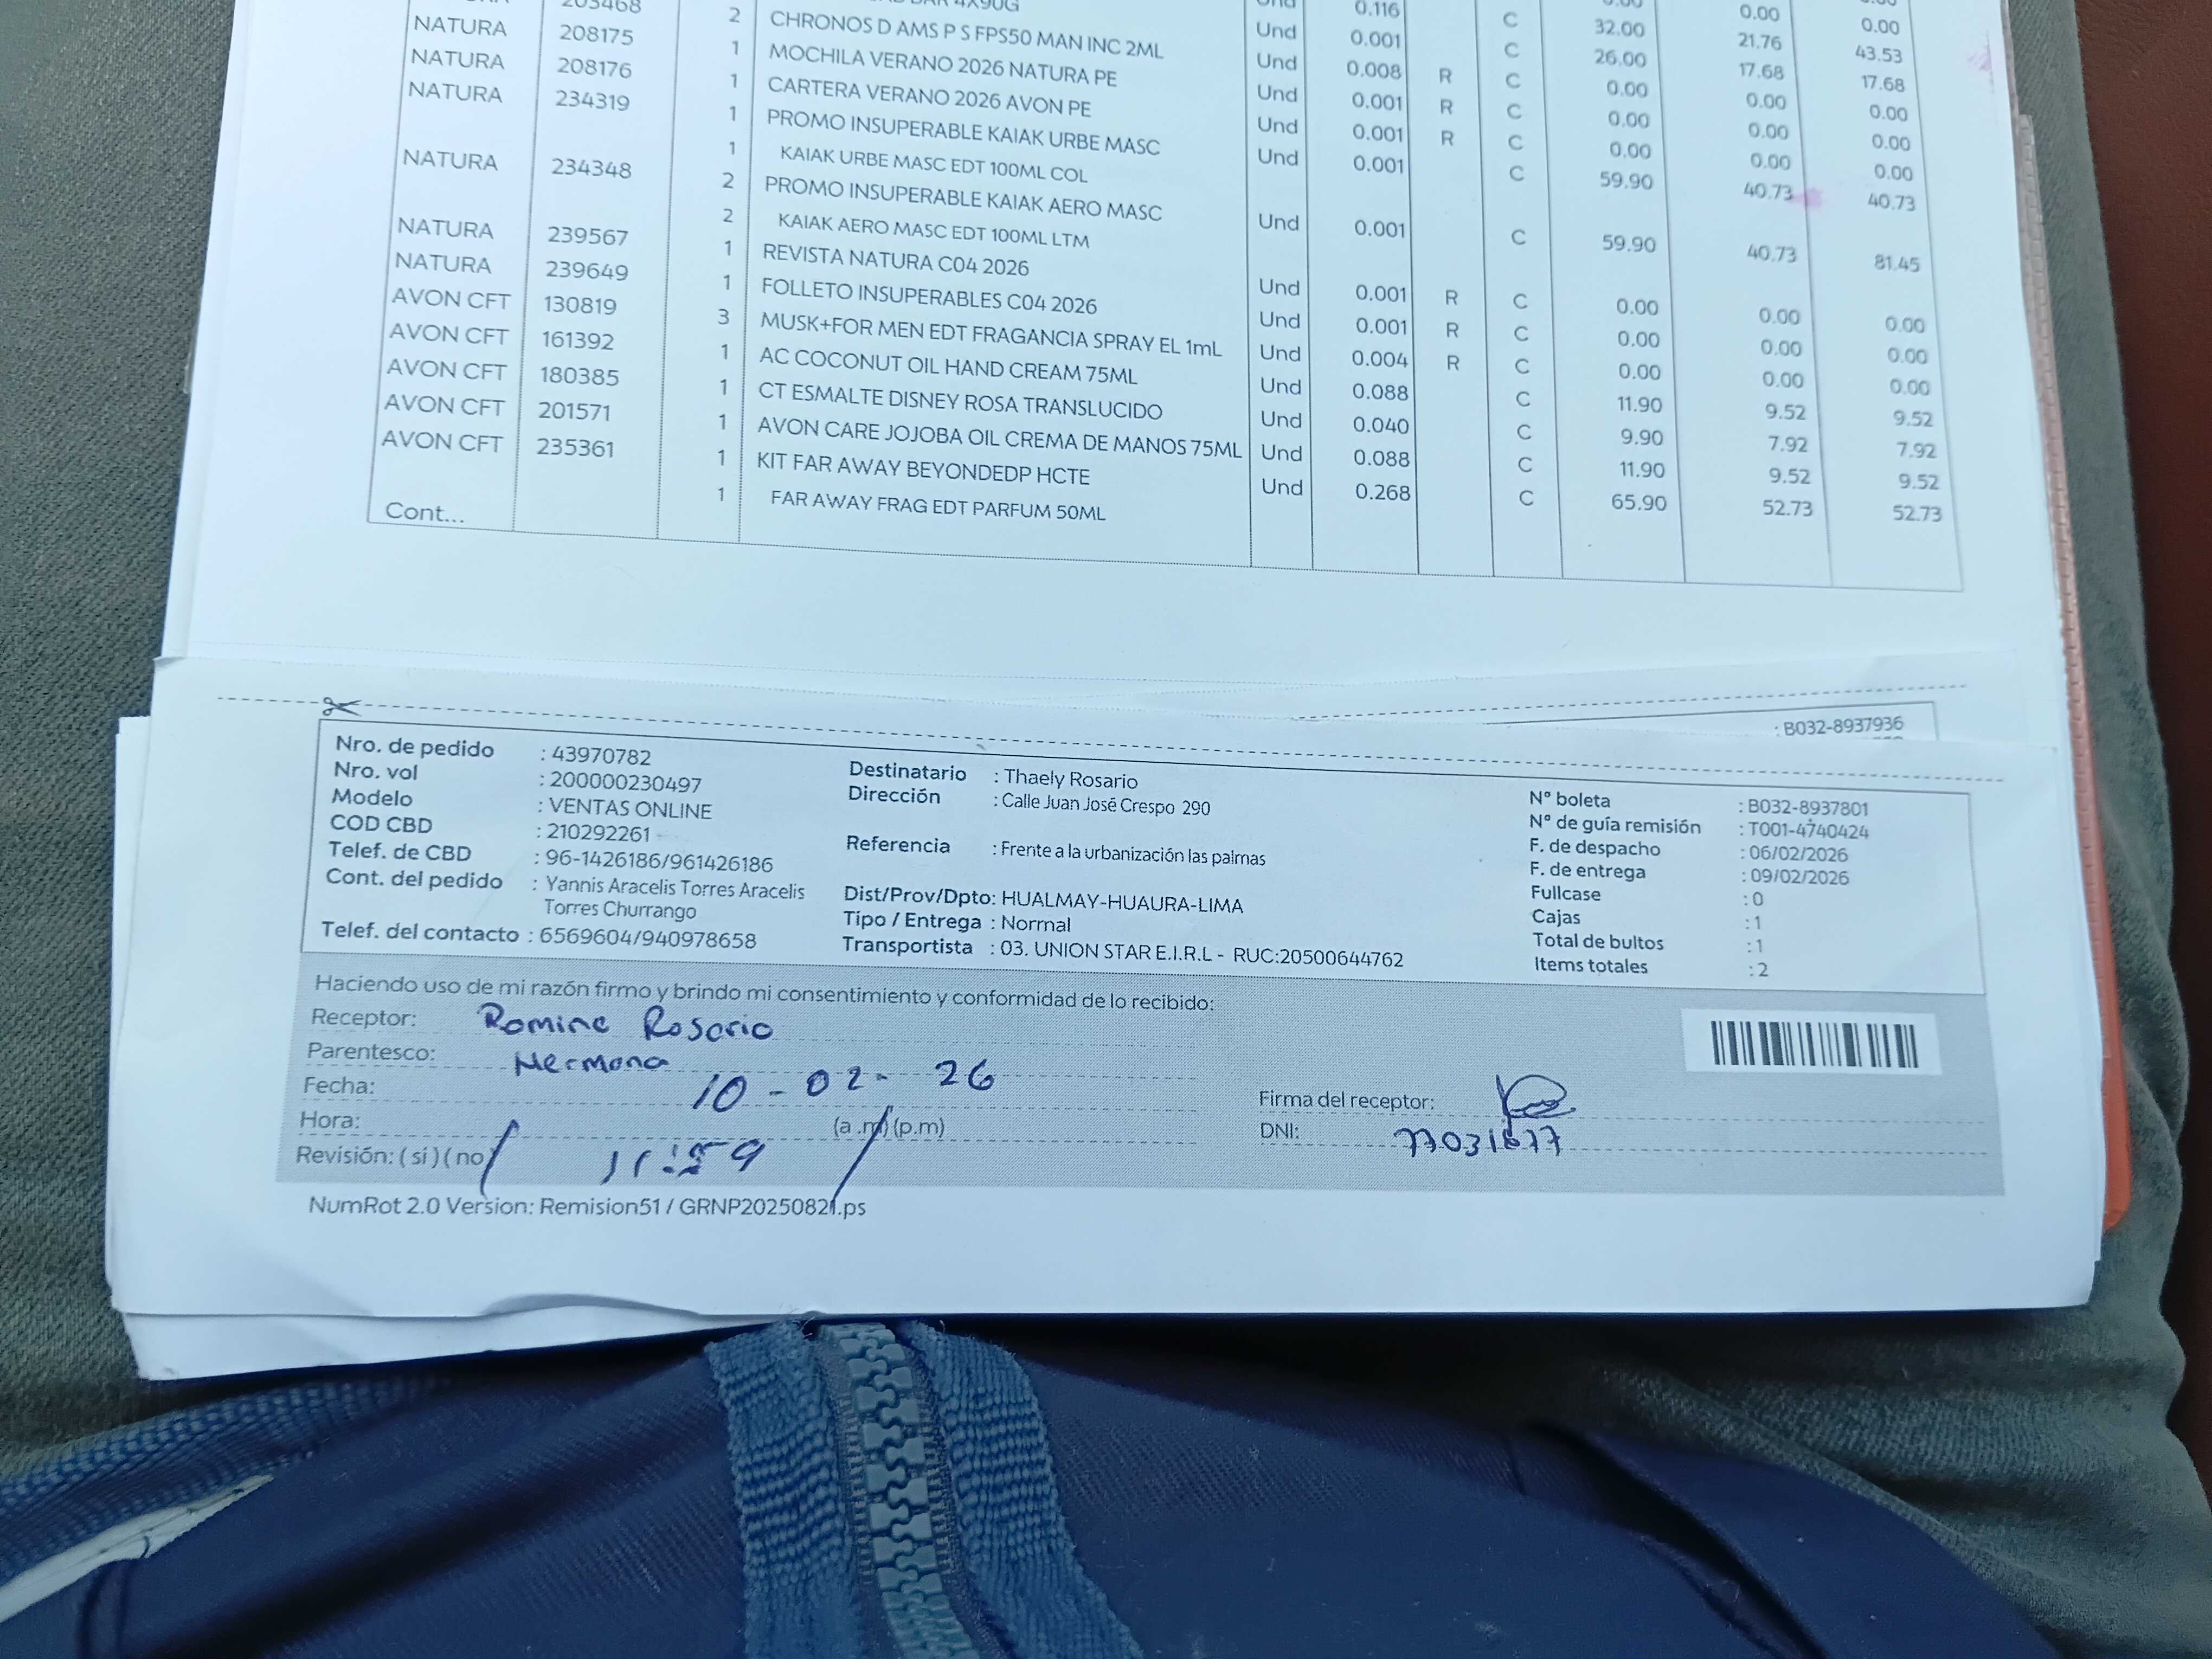 203468 4X90G Und 0.116 C 0.00 0.00 0.00
NATURA 208175 2 CHRONOS D AMS P S FPS50 MAN INC 2ML Und 0.001 C 32.00 21.76 43.53
NATURA 208176 1 MOCHILA VERANO 2026 NATURA PE Und 0.008 R C 26.00 17.68 17.68
NATURA 234319 1 CARTERA VERANO 2026 AVON PE Und 0.001 R C 0.00 0.00 0.00
1 PROMO INSUPERABLE KAIAK URBE MASC Und 0.001 R C 0.00 0.00 0.00
1 KAIAK URBE MASC EDT 100ML COL Und 0.001 C 0.00 0.00 0.00
NATURA 234348 2 PROMO INSUPERABLE KAIAK AERO MASC 59.90 40.73 40.73
2 KAIAK AERO MASC EDT 100ML LTM Und 0.001 C 59.90 40.73 81.45
NATURA 239567 1 REVISTA NATURA C04 2026 Und 0.001 R C 0.00 0.00 0.00
NATURA 239649 1 FOLLETO INSUPERABLES C04 2026 Und 0.001 R C 0.00 0.00 0.00
AVON CFT 130819 3 MUSK+FOR MEN EDT FRAGANCIA SPRAY EL 1mL Und 0.004 R C 0.00 0.00 0.00
AVON CFT 161392 1 AC COCONUT OIL HAND CREAM 75ML Und 0.088 C 11.90 9.52 9.52
AVON CFT 180385 1 CT ESMALTE DISNEY ROSA TRANSLUCIDO Und 0.040 C 9.90 7.92 7.92
AVON CFT 201571 1 AVON CARE JOJOBA OIL CREMA DE MANOS 75ML Und 0.088 C 11.90 9.52 9.52
AVON CFT 235361 1 KIT FAR AWAY BEYONDEDP HCTE Und 0.268 C 65.90 52.73 52.73
1 FAR AWAY FRAG EDT PARFUM 50ML
Cont...
: B032-8937936
Nro. de pedido : 43970782
Nro. vol : 200000230497
Modelo : VENTAS ONLINE
COD CBD : 210292261
Telef. de CBD : 96-1426186/961426186
Cont. del pedido : Yannis Aracelis Torres Aracelis
Torres Churrango
Telef. del contacto : 6569604/940978658
Destinatario : Thaely Rosario
Dirección : Calle Juan José Crespo 290
Referencia : Frente a la urbanización las palmas
Dist/Prov/Dpto: HUALMAY-HUAURA-LIMA
Tipo / Entrega : Normal
Transportista : 03. UNION STAR E.I.R.L - RUC:20500644762
N° boleta : B032-8937801
N° de guía remisión : T001-4740424
F. de despacho : 06/02/2026
F. de entrega : 09/02/2026
Fullcase : 0
Cajas : 1
Total de bultos : 1
Items totales : 2
Haciendo uso de mi razón firmo y brindo mi consentimiento y conformidad de lo recibido:
Receptor: Romina Rosario
Parentesco: Hermana
Fecha: 10-02-26
Hora: 11:59 (a.m) (p.m)
Revisión: (si) (no)
Firma del receptor:
DNI: 77031677
NumRot 2.0 Version: Remision51 / GRNP20250821.ps